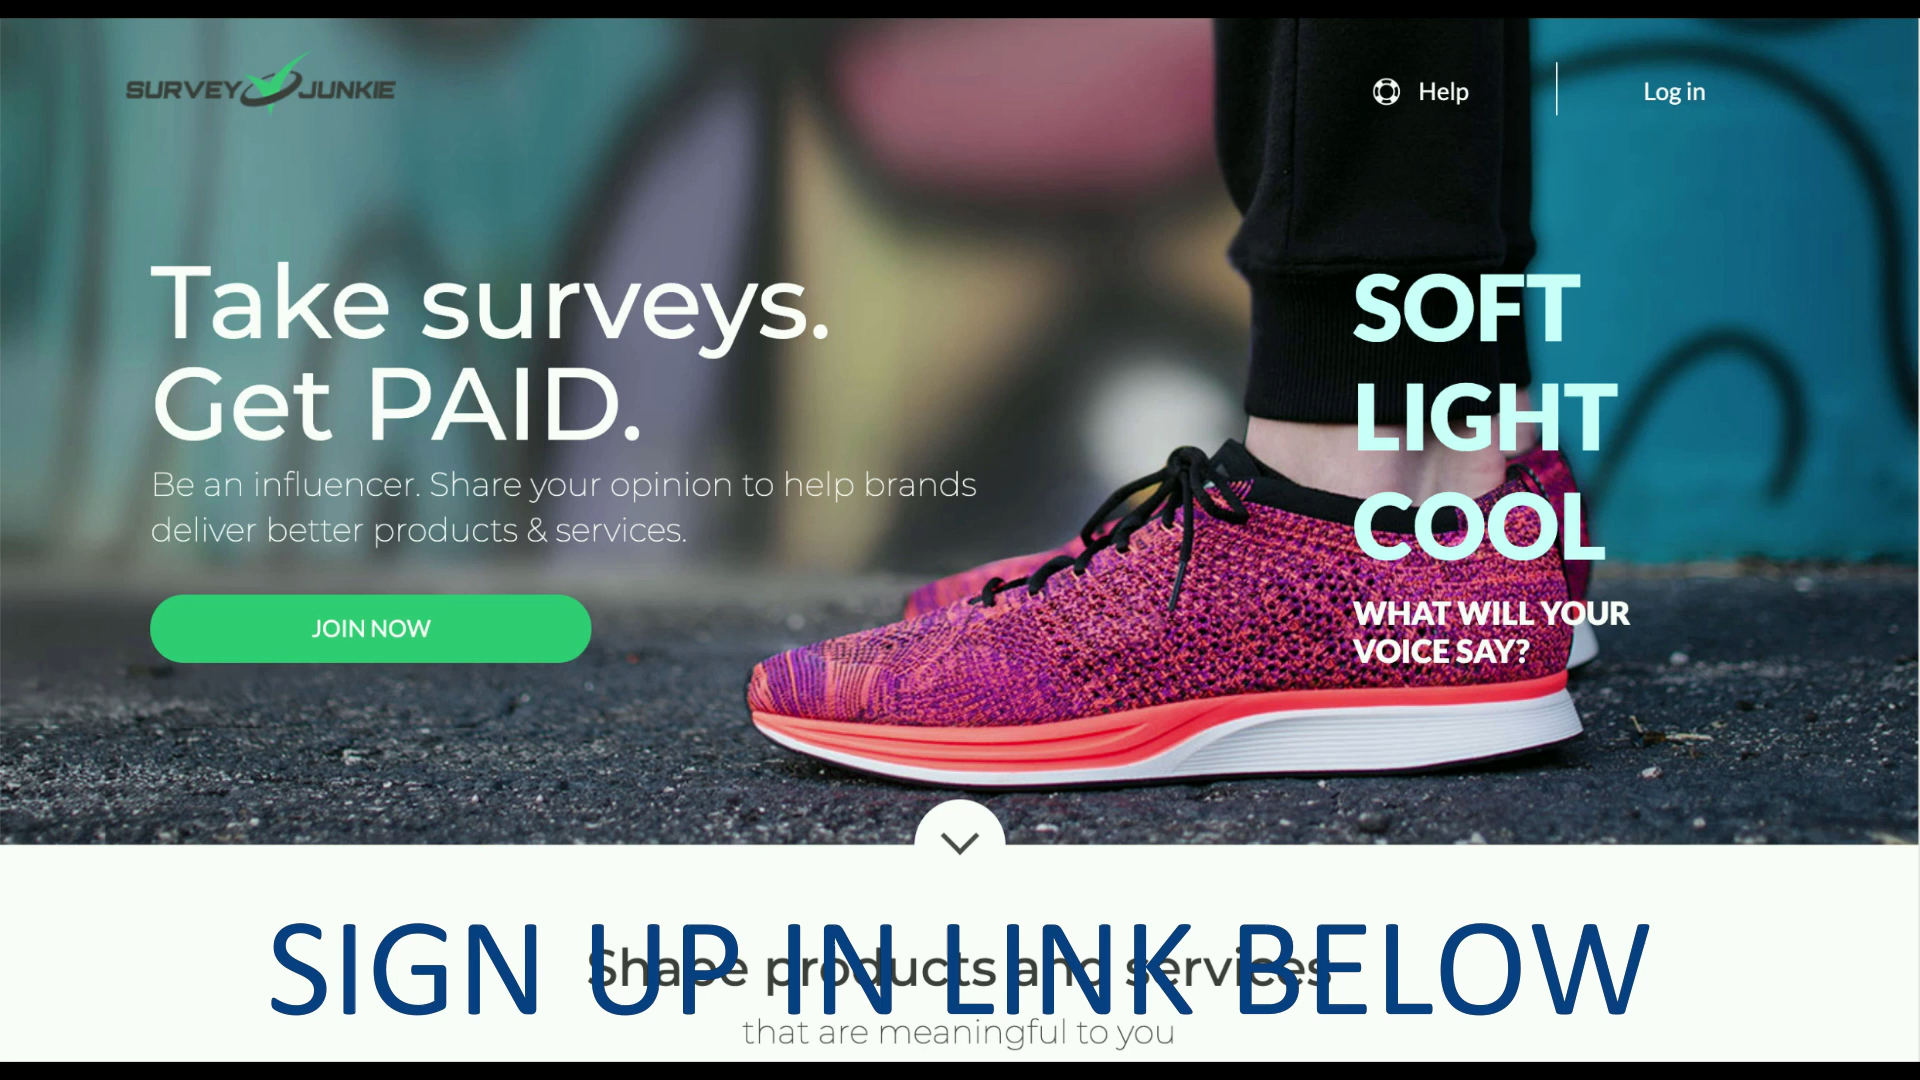 SURVEY JUNKIE
Help
Log in
Take surveys.
Get PAID.
Be an influencer. Share your opinion to help brands
deliver better products & services.
JOIN NOW
SOFT
LIGHT
COOL
WHAT WILL YOUR
VOICE SAY?
SIGN UP IN LINK BELOW
Shape products and services
that are meaningful to you